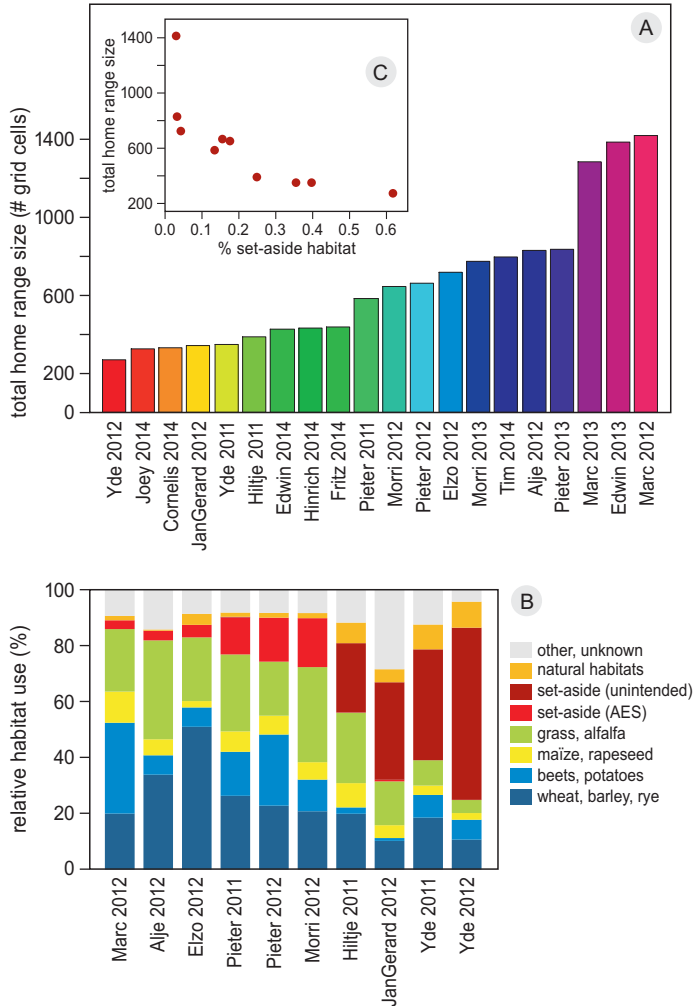 A
total home range size (# grid cells)
1400
1000
600
200
0
C
total home range size
1400
1000
600
200
0.0 0.1 0.2 0.3 0.4 0.5 0.6
% set-aside habitat
Yde 2012
Joey 2014
Cornelis 2014
JanGerard 2012
Yde 2011
Hiltje 2011
Edwin 2014
Hinrich 2014
Fritz 2014
Pieter 2011
Morri 2012
Pieter 2012
Elzo 2012
Morri 2013
Tim 2014
Alje 2012
Pieter 2013
Marc 2013
Edwin 2013
Marc 2012
B
relative habitat use (%)
100
80
60
40
20
0
other, unknown
natural habitats
set-aside (unintended)
set-aside (AES)
grass, alfalfa
maïze, rapeseed
beets, potatoes
wheat, barley, rye
Marc 2012
Alje 2012
Elzo 2012
Pieter 2011
Pieter 2012
Morri 2012
Hiltje 2011
JanGerard 2012
Yde 2011
Yde 2012